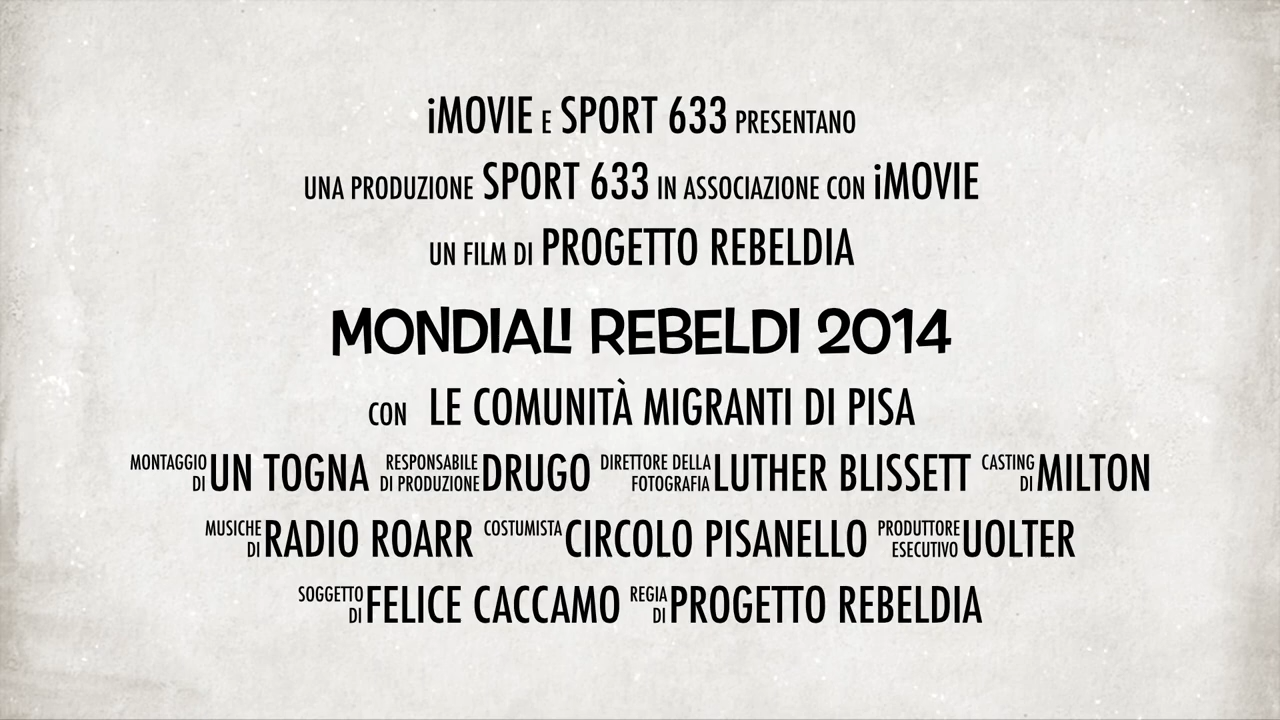 iMOVIE E SPORT 633 PRESENTANO
UNA PRODUZIONE SPORT 633 IN ASSOCIAZIONE CON iMOVIE
UN FILM DI PROGETTO REBELDIA
MONDIALI REBELDI 2014
CON LE COMUNITÀ MIGRANTI DI PISA
MONTAGGIO DI UN TOGNA RESPONSABILE DI PRODUZIONE DRUGO DIRETTORE DELLA FOTOGRAFIA LUTHER BLISSETT CASTING DI MILTON
MUSICHE DI RADIO ROARR COSTUMISTA CIRCOLO PISANELLO PRODUTTORE ESECUTIVO UOLTER
SOGGETTO DI FELICE CACCAMO REGIA DI PROGETTO REBELDIA